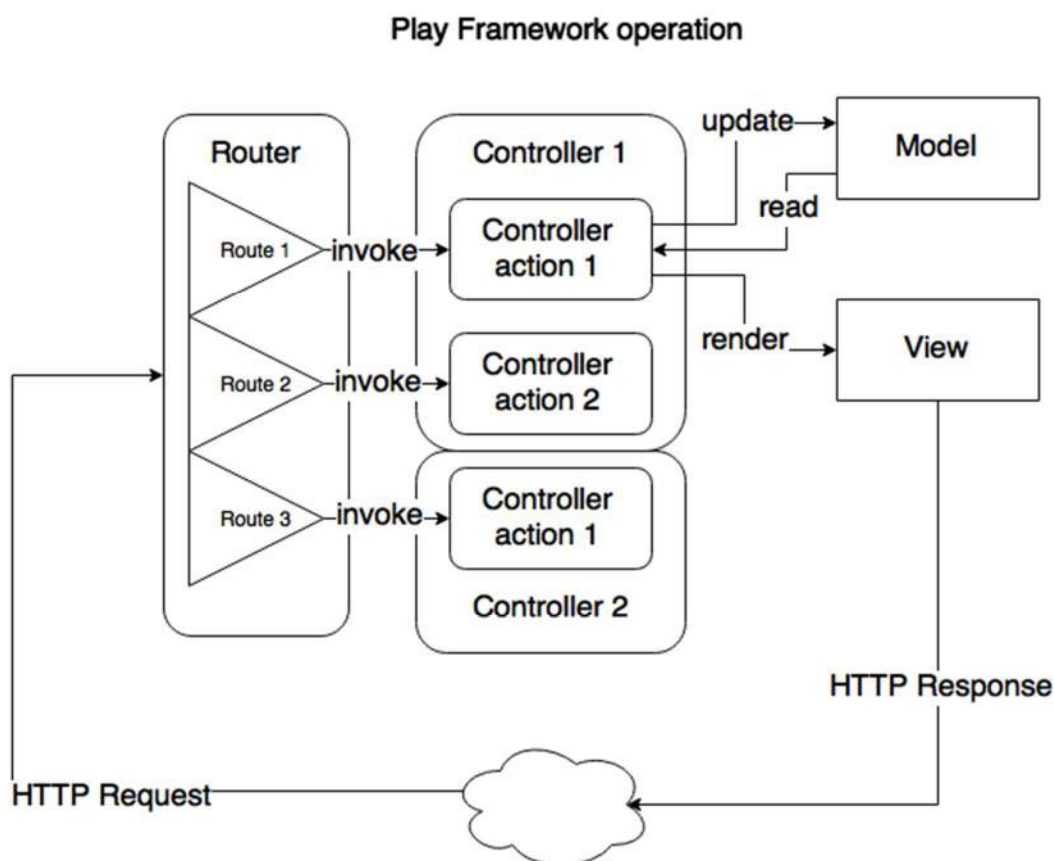 Play Framework operation
Router
Controller 1
update
Model
read
Route 1
invoke
Controller
action 1
render
View
Route 2
invoke
Controller
action 2
Route 3
invoke
Controller
action 1
Controller 2
HTTP Response
HTTP Request